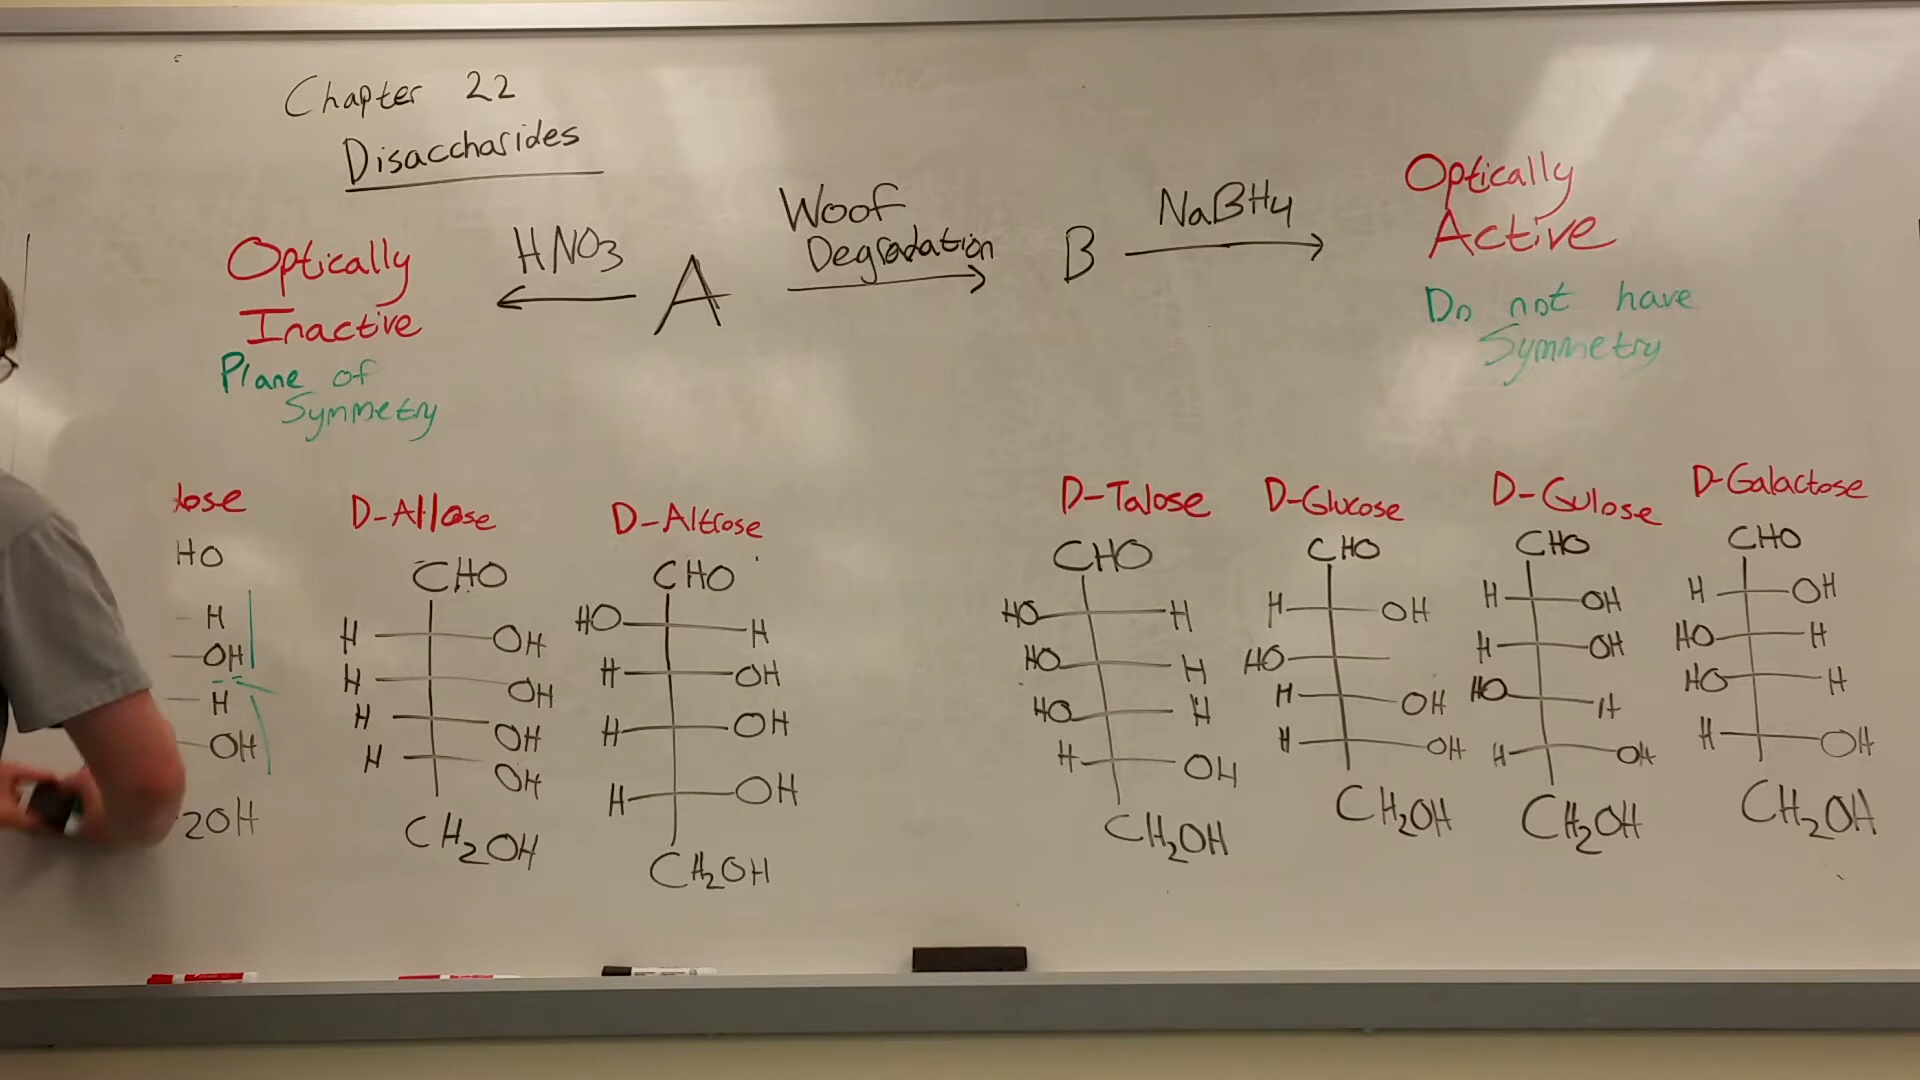 Chapter 22
Disaccharides
Optically
Inactive
Plane of
Symmetry
HNO3
A
Woof
Degradation
B
NaBH4
Optically
Active
Do not have
Symmetry
lose
HO
H
OH
H
OH
2OH
D-Allose
CHO
H OH
H OH
H OH
H OH
CH2OH
D-Altrose
CHO
HO H
H OH
H OH
H OH
CH2OH
D-Talose
CHO
HO H
HO H
HO H
H OH
CH2OH
D-Glucose
CHO
H OH
HO
H OH
H OH
CH2OH
D-Gulose
CHO
H OH
H OH
HO H
H OH
CH2OH
D-Galactose
CHO
H OH
HO H
HO H
H OH
CH2OH